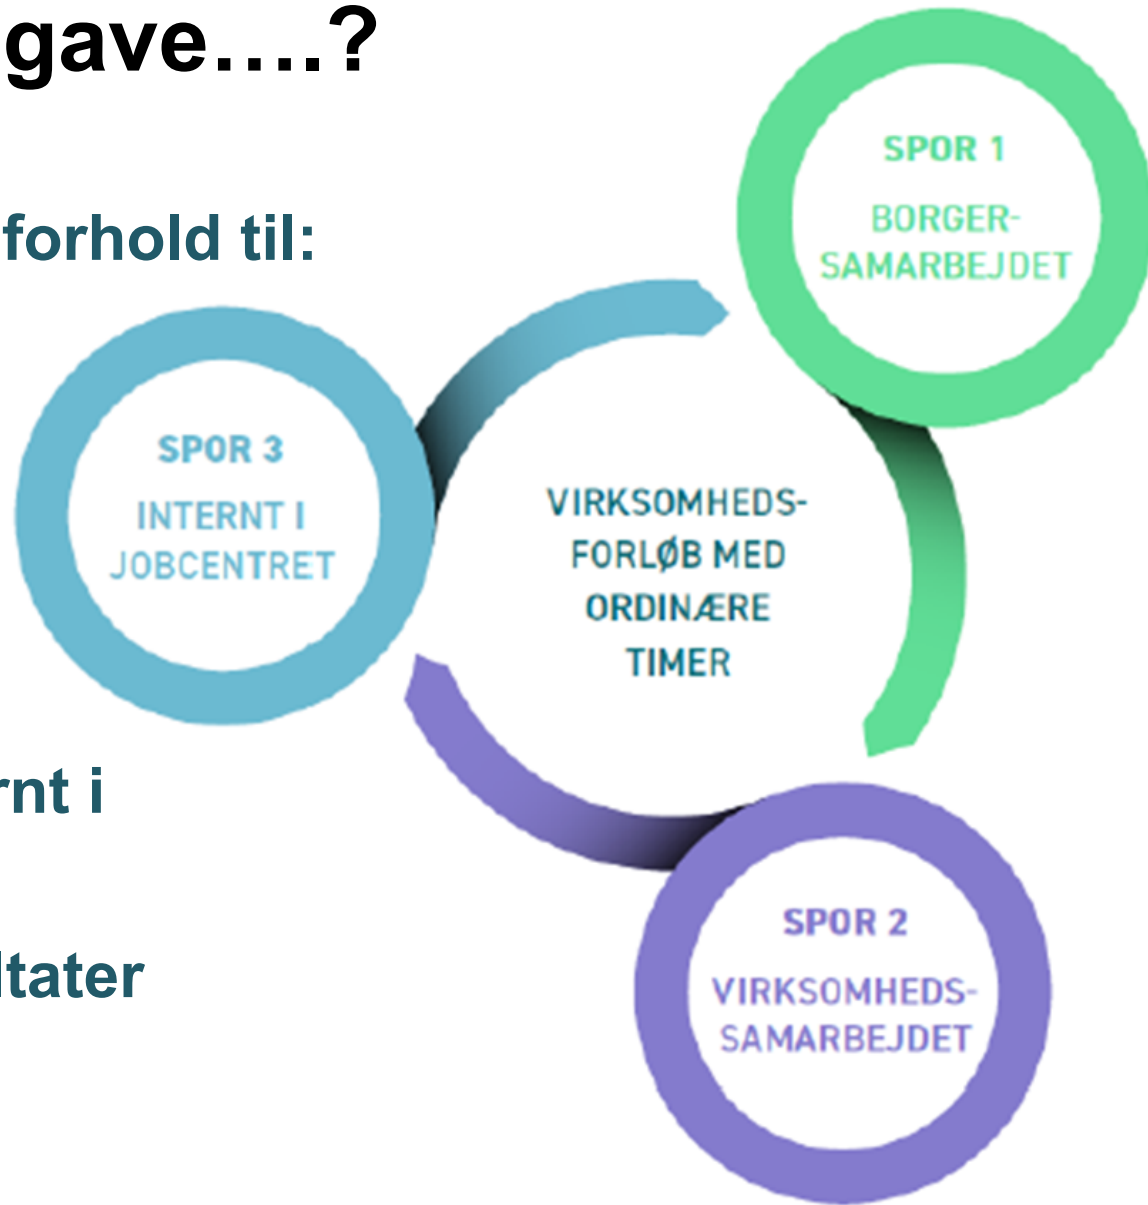 gave....?
forhold til:
SPOR 1
BORGER-
SAMARBEJDET
SPOR 3
INTERNT I
JOBCENTRET
VIRKSOMHEDS-
FORLØB MED
ORDINÆRE
TIMER
rnt i
ltater
SPOR 2
VIRKSOMHEDS-
SAMARBEJDET